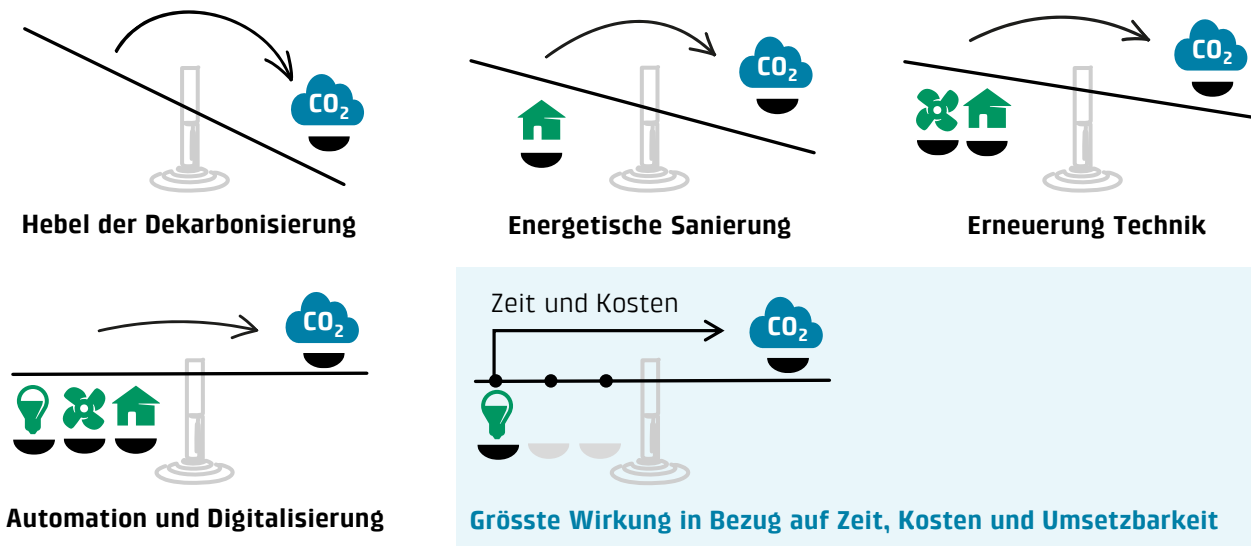 CO₂
CO₂
CO₂
Hebel der Dekarbonisierung
Energetische Sanierung
Erneuerung Technik
CO₂
Automation und Digitalisierung
Zeit und Kosten
CO₂
Grösste Wirkung in Bezug auf Zeit, Kosten und Umsetzbarkeit